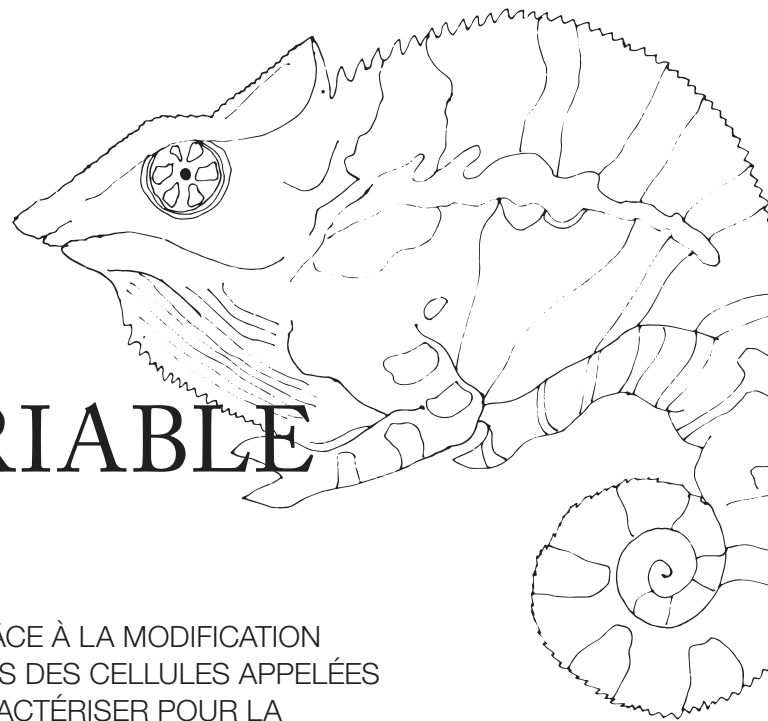 RIABLE
ÂCE À LA MODIFICATION
S DES CELLULES APPELÉES
ACTÉRISER POUR LA